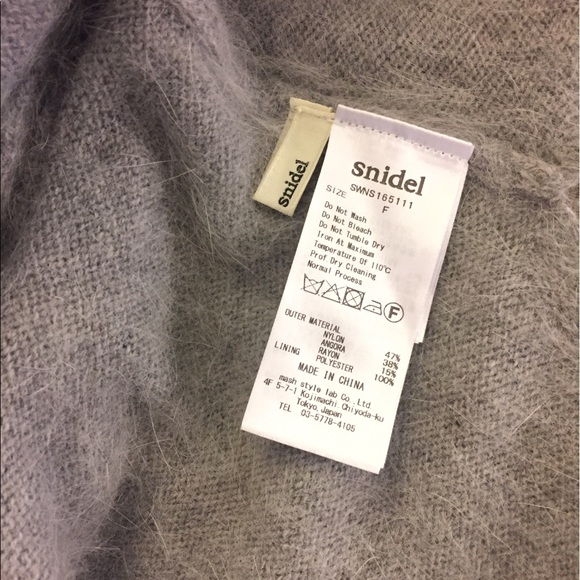 snidel
snidel
SWNS165111
SIZE F
Do Not Wash
Do Not Bleach
Do Not Tumble Dry
Iron At Maximum
Temperature Of 110°C
Prof Dry Cleaning
Normal Process
F
OUTER MATERIAL
NYLON 47%
ANGORA 38%
RAYON 15%
LINING POLYESTER 100%
MADE IN CHINA
mash style lab Co.,Ltd.
4F 5-7-1 Kojimachi,Chiyoda-ku
Tokyo,Japan
TEL 03-5778-4105